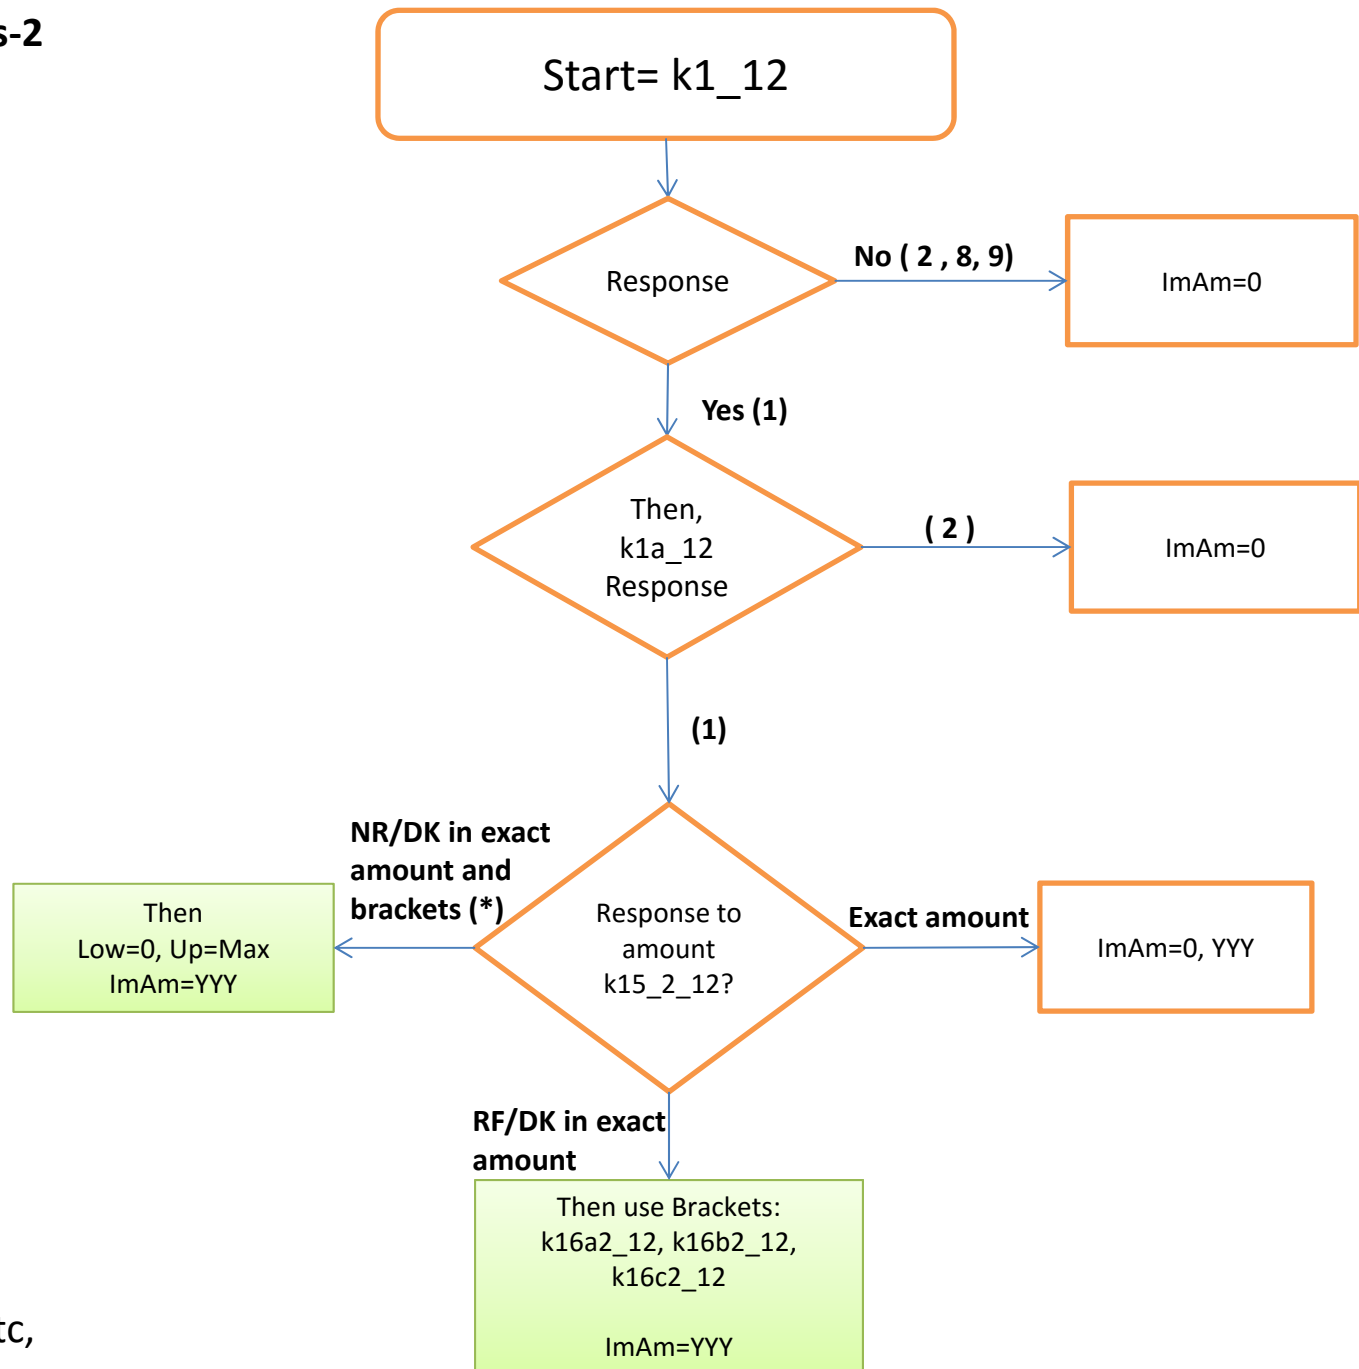 s-2
Start= k1_12
Response
No ( 2 , 8, 9)
ImAm=0
Yes (1)
Then,
k1a_12
Response
( 2 )
ImAm=0
(1)
NR/DK in exact
amount and
brackets (*)
Then
Low=0, Up=Max
ImAm=YYY
Response to
amount
k15_2_12?
Exact amount
ImAm=0, YYY
RF/DK in exact
amount
Then use Brackets:
k16a2_12, k16b2_12,
k16c2_12
ImAm=YYY
tc,